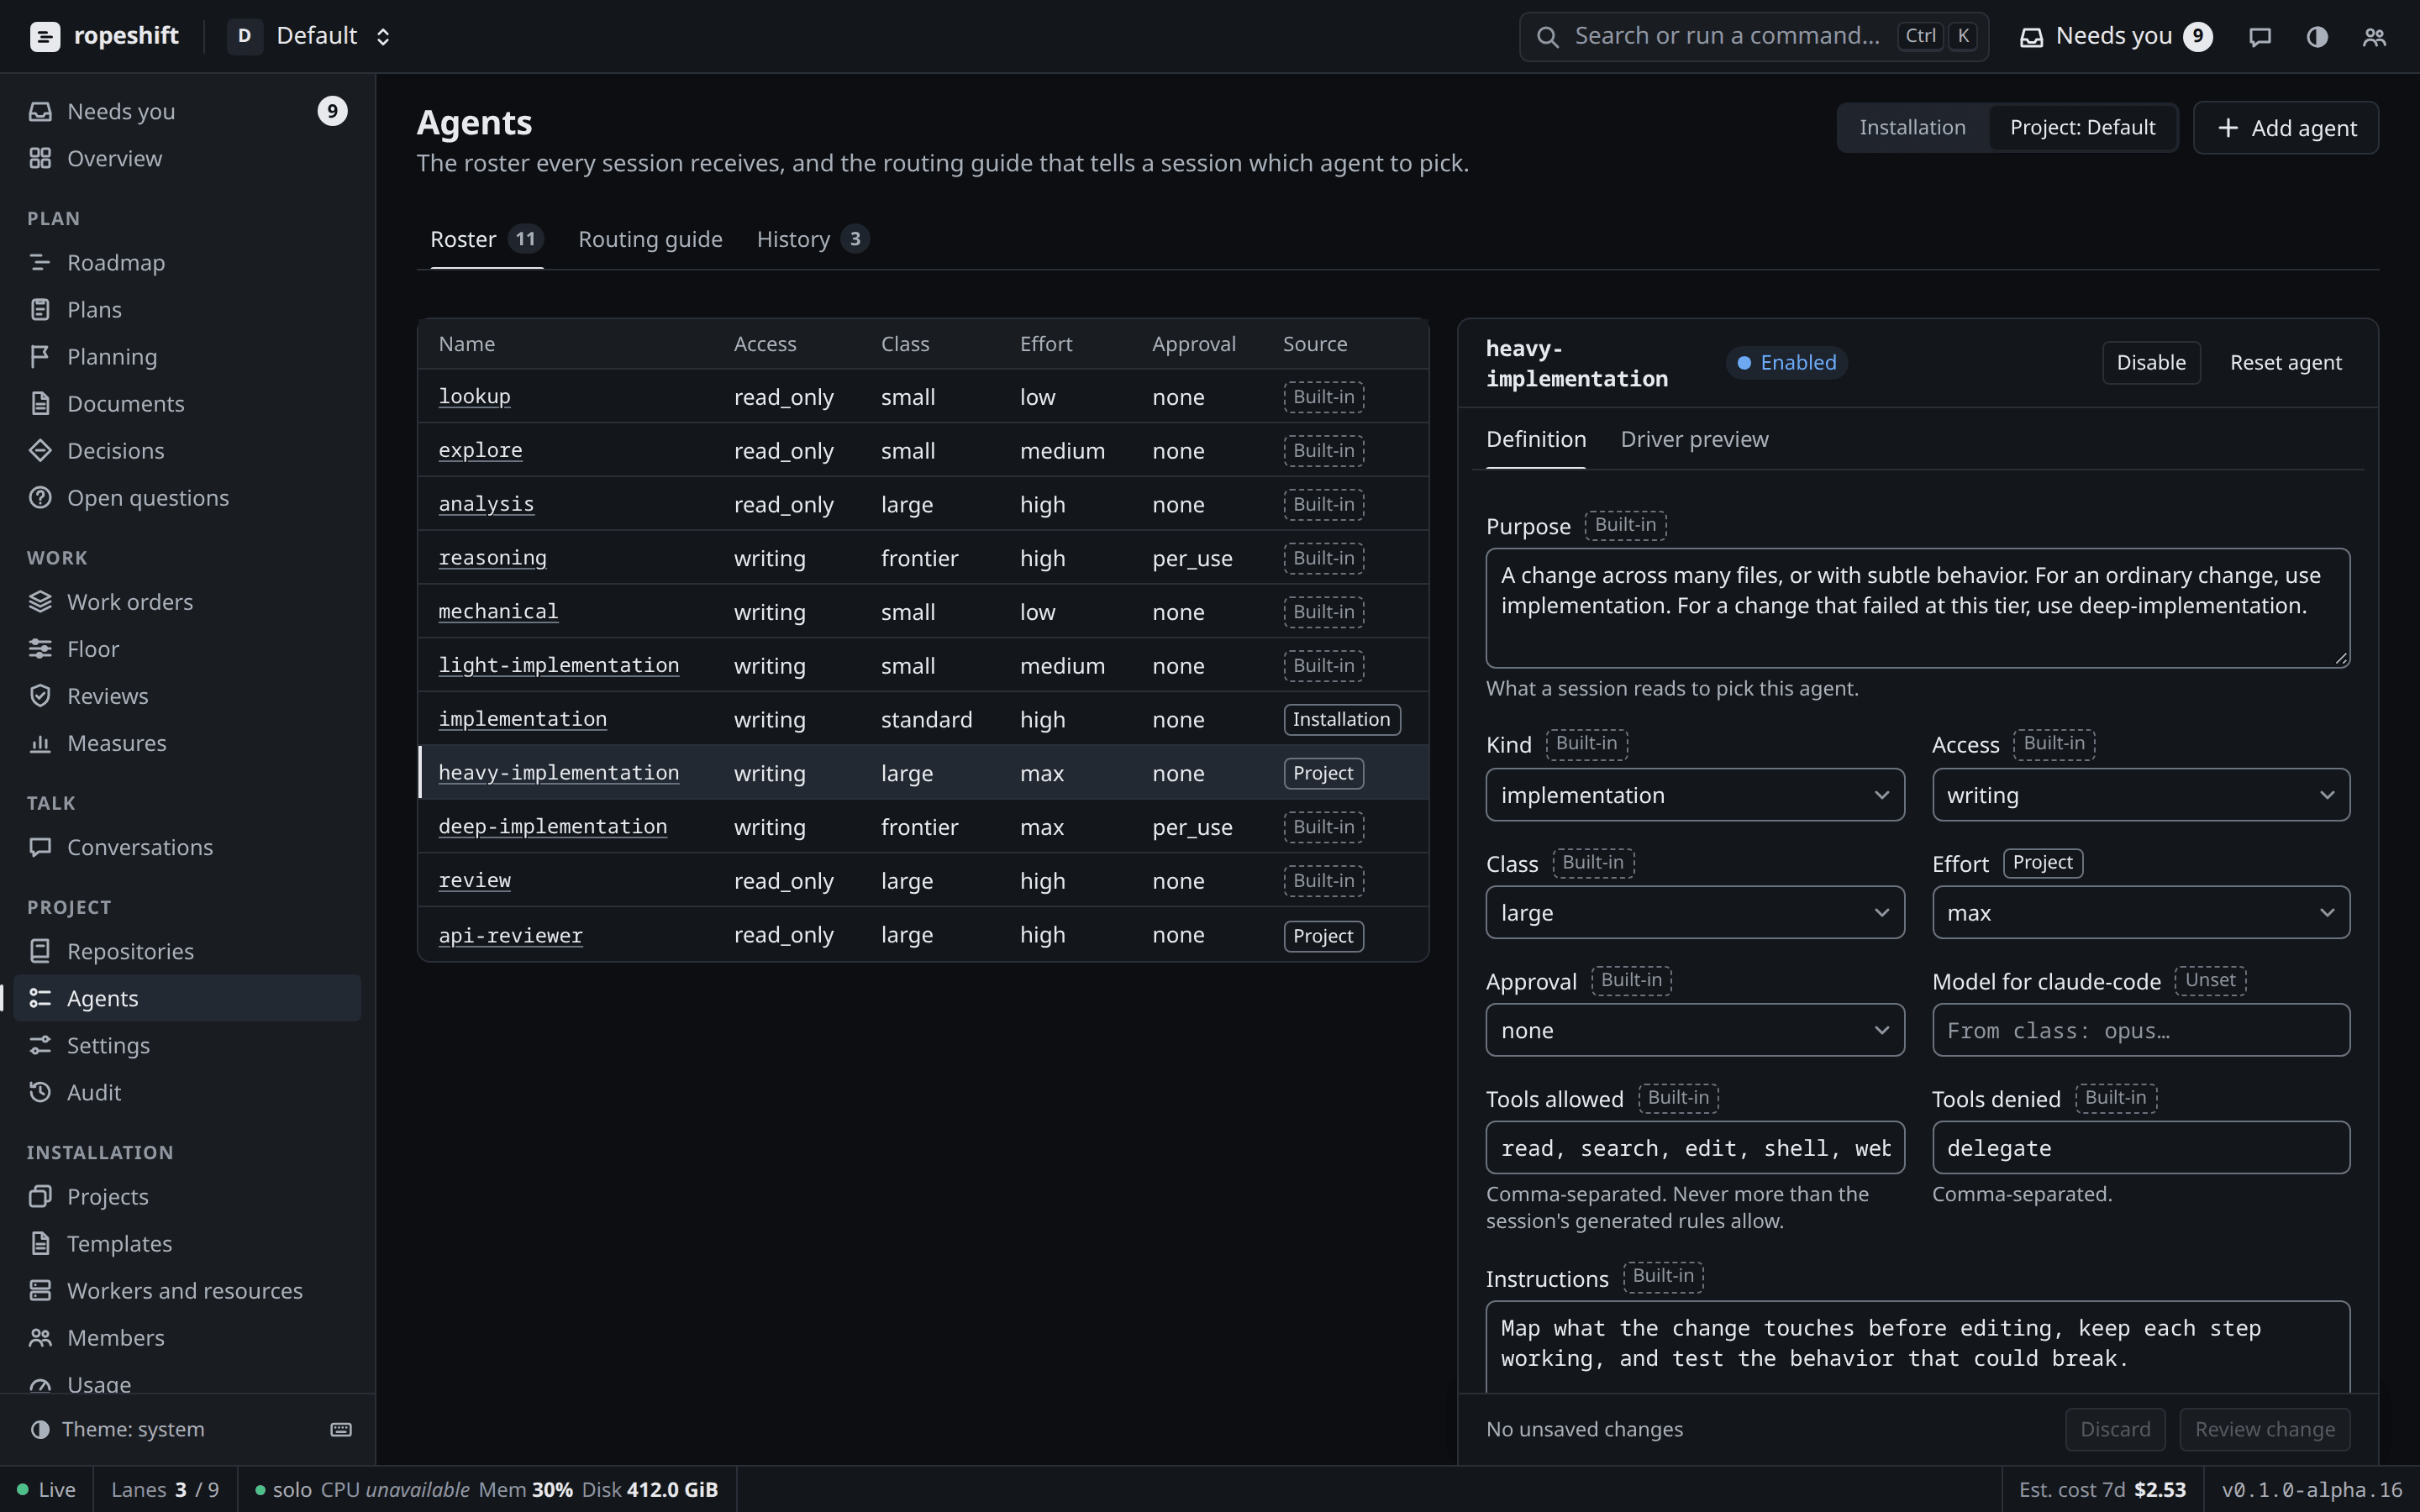 ropeshift
D Default
Search or run a command... Ctrl K
Needs you 9
Needs you 9
Overview
PLAN
Roadmap
Plans
Planning
Documents
Decisions
Open questions
WORK
Work orders
Floor
Reviews
Measures
TALK
Conversations
PROJECT
Repositories
Agents
Settings
Audit
INSTALLATION
Projects
Templates
Workers and resources
Members
Usage
Theme: system
Agents
The roster every session receives, and the routing guide that tells a session which agent to pick.
Installation Project: Default
Add agent
Roster 11 Routing guide History 3
Name Access Class Effort Approval Source
lookup read_only small low none Built-in
explore read_only small medium none Built-in
analysis read_only large high none Built-in
reasoning writing frontier high per_use Built-in
mechanical writing small low none Built-in
light-implementation writing small medium none Built-in
implementation writing standard high none Installation
heavy-implementation writing large max none Project
deep-implementation writing frontier max per_use Built-in
review read_only large high none Built-in
api-reviewer read_only large high none Project
heavy-
implementation
Enabled
Disable Reset agent
Definition Driver preview
Purpose Built-in
A change across many files, or with subtle behavior. For an ordinary change, use
implementation. For a change that failed at this tier, use deep-implementation.
What a session reads to pick this agent.
Kind Built-in Access Built-in
implementation writing
Class Built-in Effort Project
large max
Approval Built-in Model for claude-code Unset
none From class: opus…
Tools allowed Built-in Tools denied Built-in
read, search, edit, shell, web delegate
Comma-separated. Never more than the Comma-separated.
session's generated rules allow.
Instructions Built-in
Map what the change touches before editing, keep each step
working, and test the behavior that could break.
No unsaved changes Discard Review change
Live Lanes 3 / 9 solo CPU unavailable Mem 30% Disk 412.0 GiB Est. cost 7d $2.53 v0.1.0-alpha.16